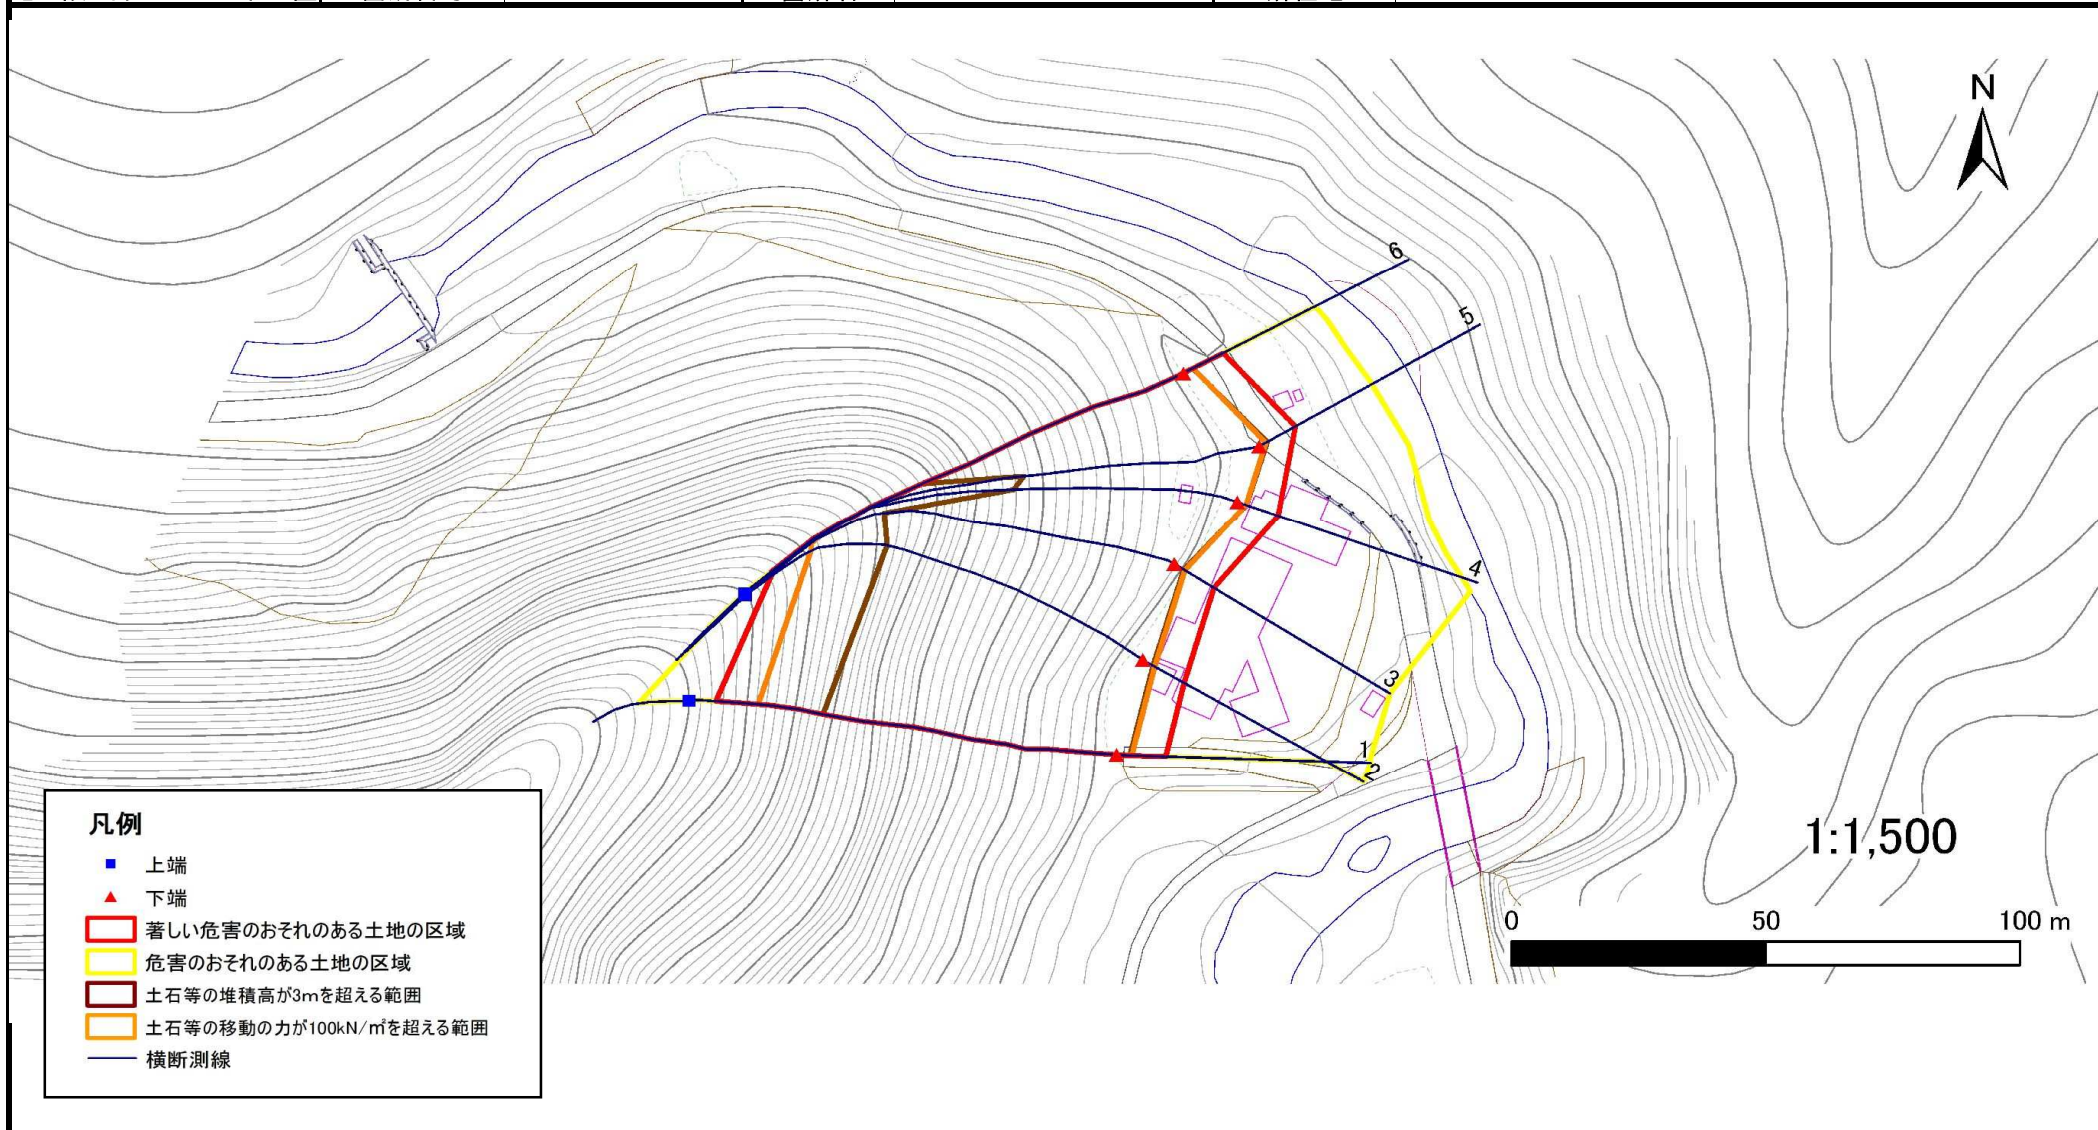 N
6
5
4
3
1
2
1:1,500
0 50 100 m
凡例
上端
下端
著しい危害のおそれのある土地の区域
危害のおそれのある土地の区域
土石等の堆積高が3mを超える範囲
土石等の移動の力が100kN/㎡を超える範囲
横断測線